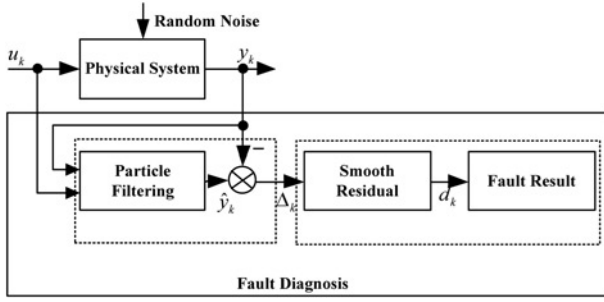 Random Noise
u_k
Physical System
y_k
Particle
Filtering
ŷ_k
−
Δ_k
Smooth
Residual
d_k
Fault Result
Fault Diagnosis